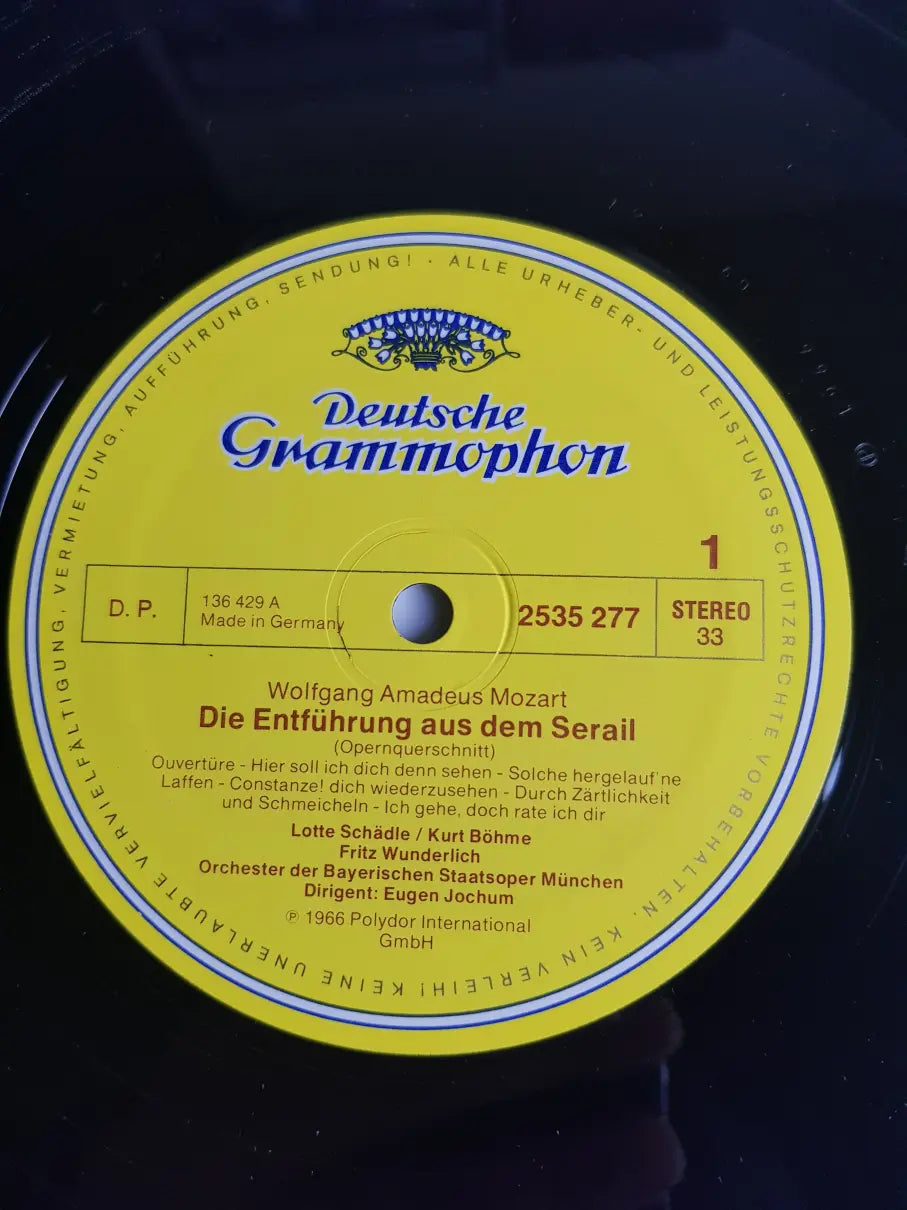 ALLE URHEBER- UND LEISTUNGSSCHUTZRECHTE VORBEHALTEN. KEIN VERLEIH! KEINE UNERLAUBTE VERVIELFÄLTIGUNG, VERMIETUNG, AUFFÜHRUNG, SENDUNG! ·
Deutsche
Grammophon
1
D. P.
136 429 A
Made in Germany
2535 277
STEREO
33
Wolfgang Amadeus Mozart
Die Entführung aus dem Serail
(Opernquerschnitt)
Ouvertüre - Hier soll ich dich denn sehen - Solche hergelauf'ne
Laffen - Constanze! dich wiederzusehen - Durch Zärtlichkeit
und Schmeicheln - Ich gehe, doch rate ich dir
Lotte Schädle / Kurt Böhme
Fritz Wunderlich
Orchester der Bayerischen Staatsoper München
Dirigent: Eugen Jochum
℗ 1966 Polydor International
GmbH